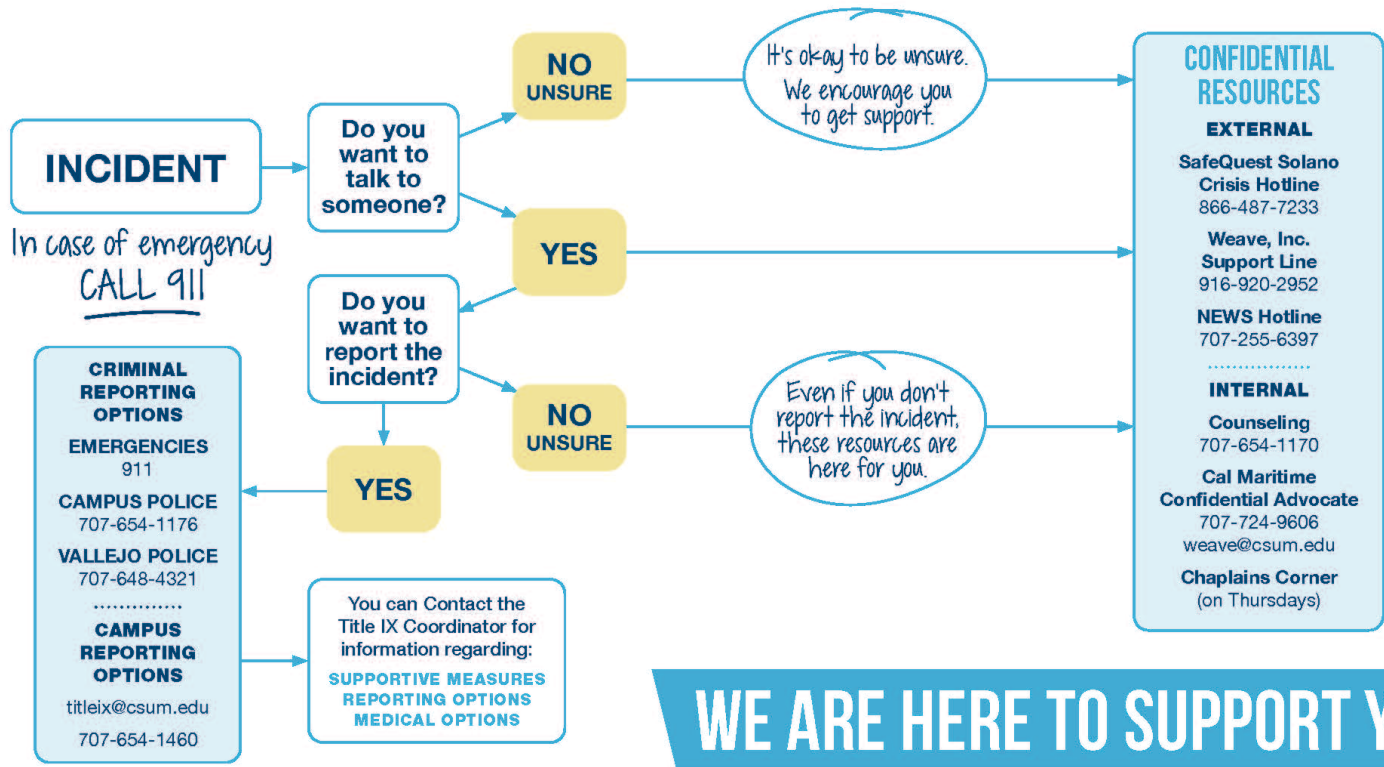 INCIDENT
In case of emergency
CALL 911
Do you
want to
talk to
someone?
NO
UNSURE
It's okay to be unsure.
We encourage you
to get support.
YES
Do you
want to
report the
incident?
NO
UNSURE
Even if you don't
report the incident,
these resources are
here for you.
YES
CRIMINAL
REPORTING
OPTIONS
EMERGENCIES
911
CAMPUS POLICE
707-654-1176
VALLEJO POLICE
707-648-4321
CAMPUS
REPORTING
OPTIONS
titleix@csum.edu
707-654-1460
You can Contact the
Title IX Coordinator for
information regarding:
SUPPORTIVE MEASURES
REPORTING OPTIONS
MEDICAL OPTIONS
CONFIDENTIAL
RESOURCES
EXTERNAL
SafeQuest Solano
Crisis Hotline
866-487-7233
Weave, Inc.
Support Line
916-920-2952
NEWS Hotline
707-255-6397
INTERNAL
Counseling
707-654-1170
Cal Maritime
Confidential Advocate
707-724-9606
weave@csum.edu
Chaplains Corner
(on Thursdays)
WE ARE HERE TO SUPPORT Y